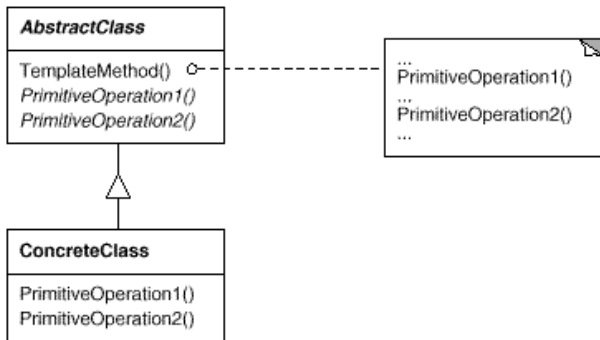 AbstractClass
TemplateMethod()
PrimitiveOperation1()
PrimitiveOperation2()
...
PrimitiveOperation1()
...
PrimitiveOperation2()
...
ConcreteClass
PrimitiveOperation1()
PrimitiveOperation2()